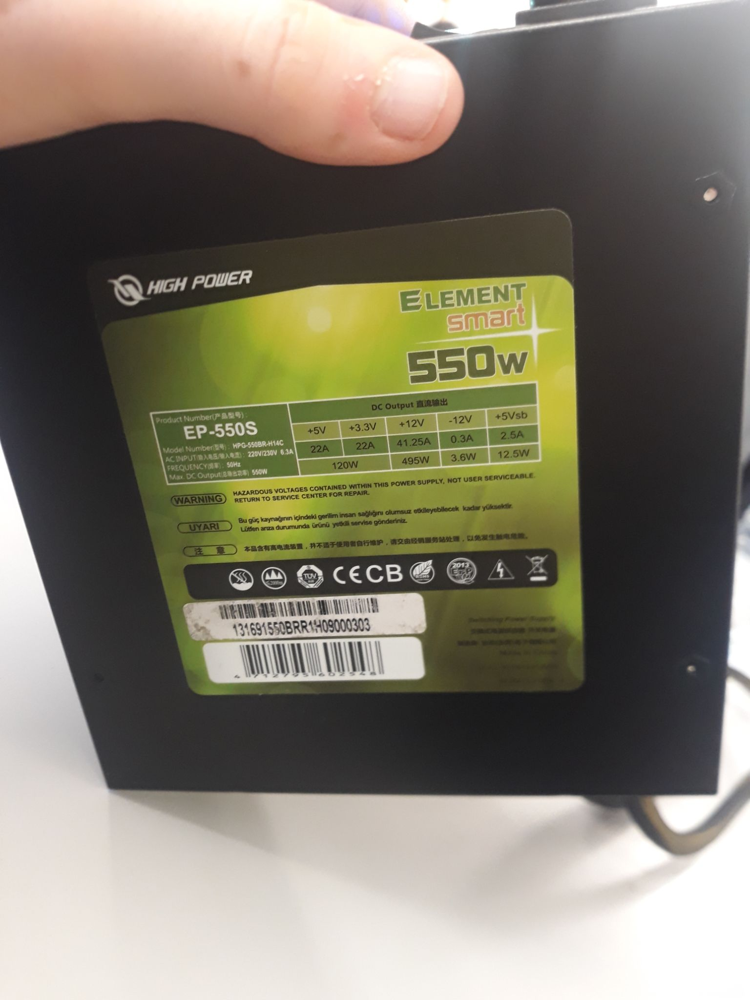 HIGH POWER
ELEMENT
smart
550W
Product Number(产品型号) :
EP-550S
Model Number(型号) : HPG-550BR-H14C
AC INPUT(输入电压/输入电流) : 220V/230V 6.3A
FREQUENCY(频率) : 50Hz
Max. DC Output(总输出功率) 550W
DC Output 直流输出
+5V +3.3V +12V -12V +5Vsb
22A 22A 41.25A 0.3A 2.5A
120W 495W 3.6W 12.5W
WARNING HAZARDOUS VOLTAGES CONTAINED WITHIN THIS POWER SUPPLY, NOT USER SERVICEABLE.
RETURN TO SERVICE CENTER FOR REPAIR.
UYARI Bu güç kaynağının içindeki gerilim insan sağlığını olumsuz etkileyebilecek kadar yüksektir.
Lütfen arıza durumunda ürünü yetkili servise gönderiniz.
注 意 本品含有高电流装置，并不适于使用者自行维护，请交由经销服务站处理，以免发生触电危险。
≤2000m TÜV SUD CE CB RoHS 2013 ErP
131691550BRR1H09000303
4 712795 602548
Switching Power Supply
Made in China